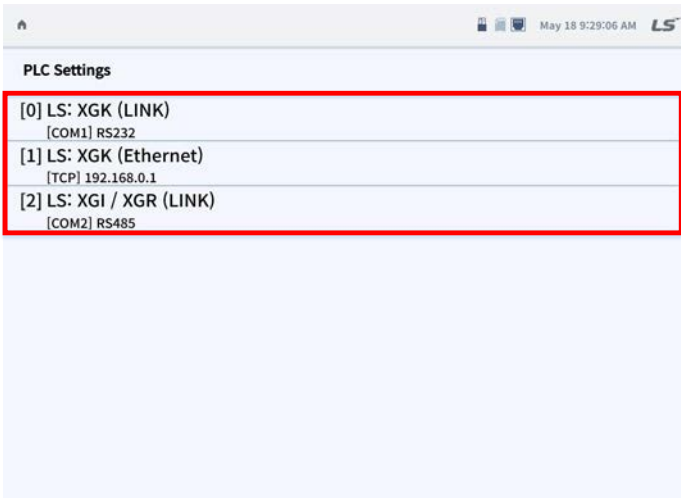 May 18 9:29:06 AM LS
PLC Settings
[0] LS: XGK (LINK)
[COM1] RS232
[1] LS: XGK (Ethernet)
[TCP] 192.168.0.1
[2] LS: XGI / XGR (LINK)
[COM2] RS485